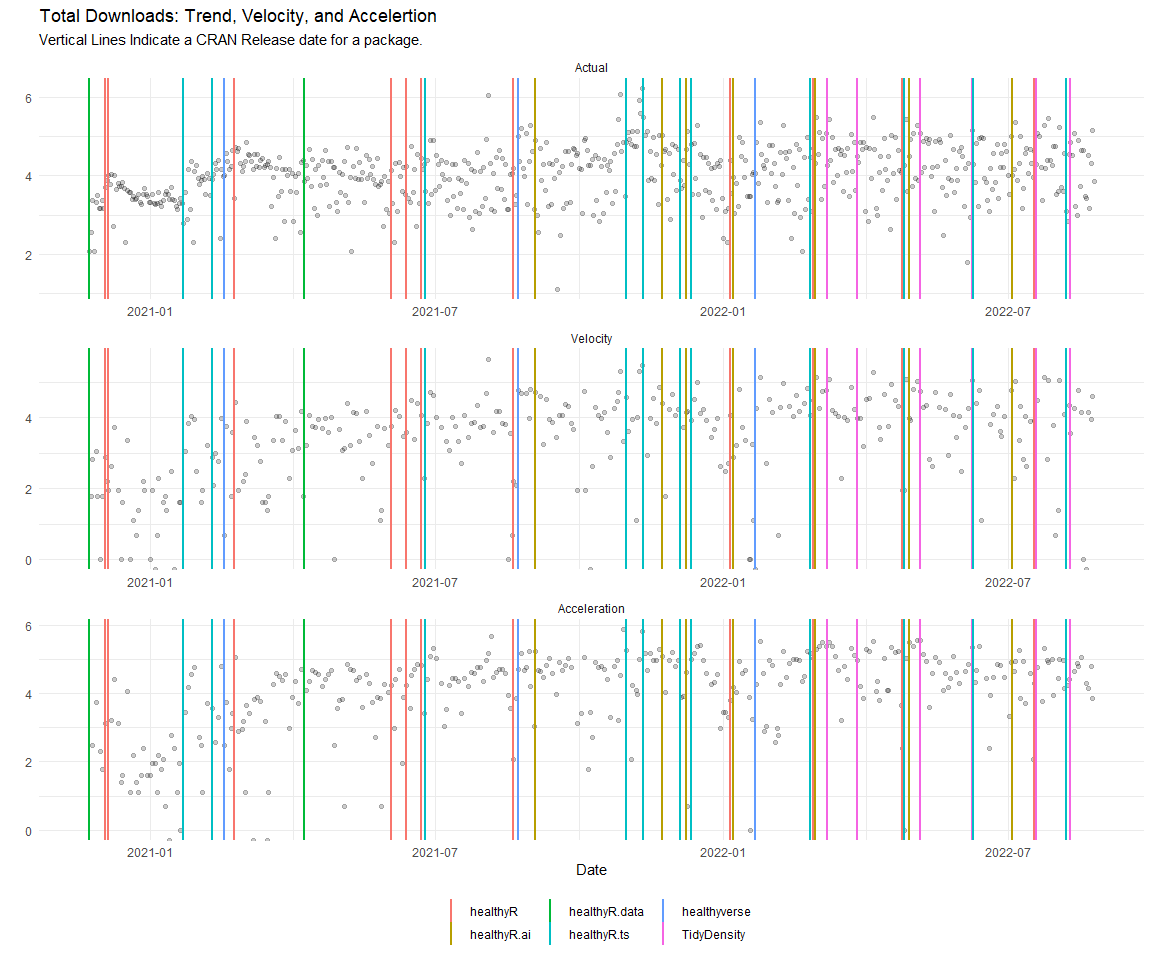 Total Downloads: Trend, Velocity, and Accelertion
Vertical Lines Indicate a CRAN Release date for a package.
Actual
6
4
2
2021-01 2021-07 2022-01 2022-07
Velocity
4
2
0
2021-01 2021-07 2022-01 2022-07
Acceleration
6
4
2
0
2021-01 2021-07 2022-01 2022-07
Date
healthyR healthyR.data healthyverse
healthyR.ai healthyR.ts TidyDensity